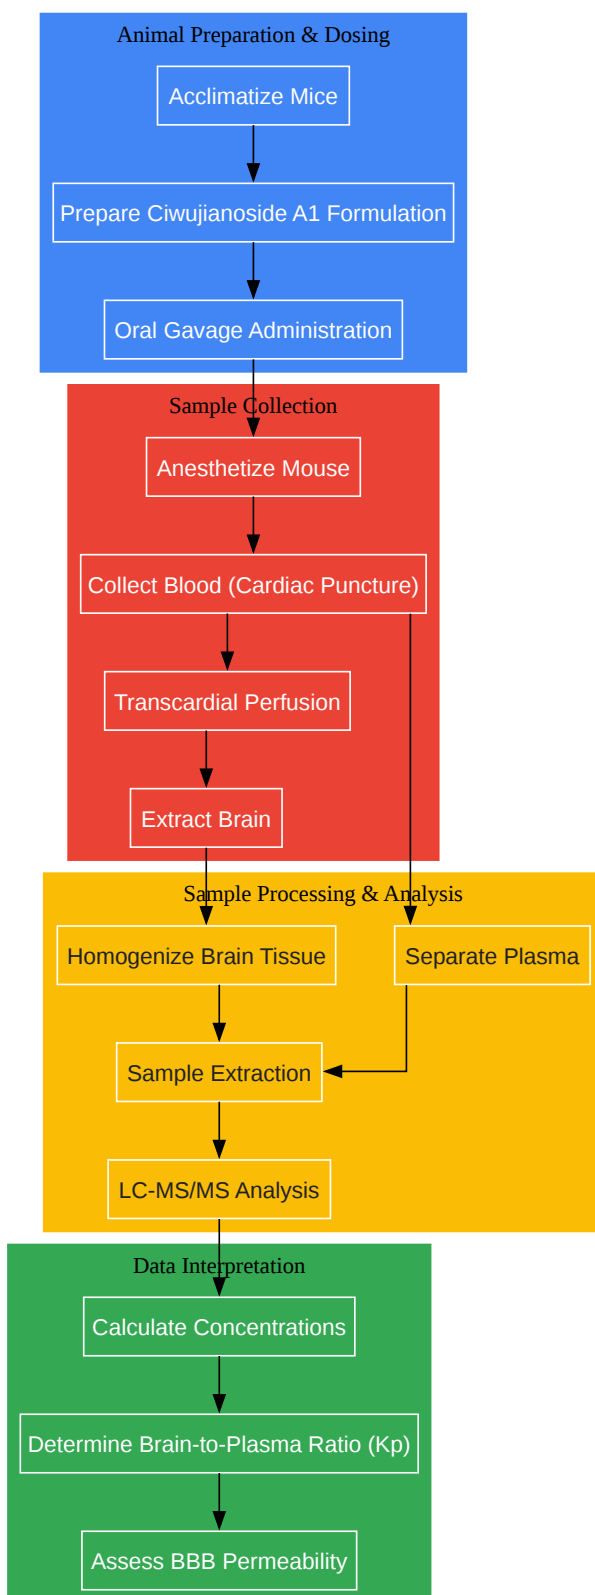 Animal Preparation & Dosing
Acclimatize Mice
Prepare Ciwujianoside A1 Formulation
Oral Gavage Administration
Sample Collection
Anesthetize Mouse
Collect Blood (Cardiac Puncture)
Transcardial Perfusion
Extract Brain
Sample Processing & Analysis
Homogenize Brain Tissue
Separate Plasma
Sample Extraction
LC-MS/MS Analysis
Data Interpretation
Calculate Concentrations
Determine Brain-to-Plasma Ratio (Kp)
Assess BBB Permeability